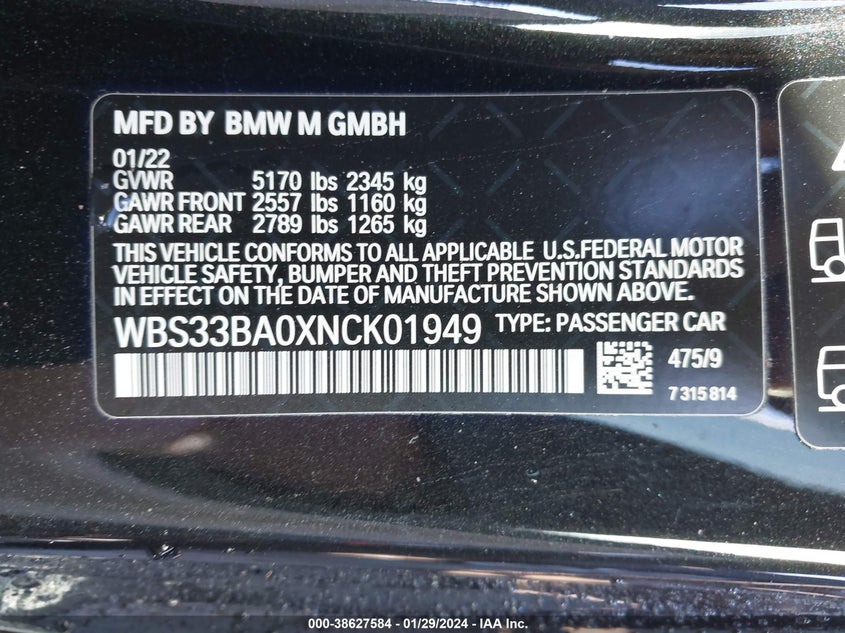 MFD BY BMW M GMBH
01/22
GVWR 5170 lbs 2345 kg
GAWR FRONT 2557 lbs 1160 kg
GAWR REAR 2789 lbs 1265 kg
THIS VEHICLE CONFORMS TO ALL APPLICABLE U.S.FEDERAL MOTOR
VEHICLE SAFETY, BUMPER AND THEFT PREVENTION STANDARDS
IN EFFECT ON THE DATE OF MANUFACTURE SHOWN ABOVE.
WBS33BA0XNCK01949 TYPE: PASSENGER CAR
475/9
7315814
000-38627584 - 01/29/2024 - IAA Inc.